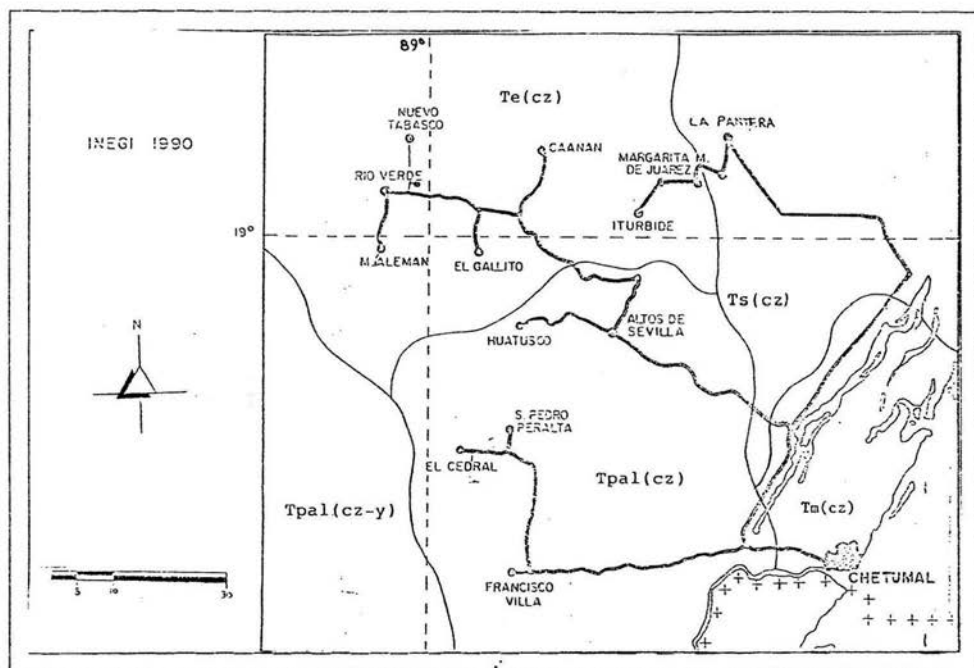 89°
Te(cz)
NUEVO
TABASCO
LA PANTERA
INEGI 1990
CAANAN
MARGARITA M.
DE JUAREZ
RIO VERDE
ITURBIDE
19°
M. ALEMAN
EL GALLITO
Ts(cz)
N
ALTOS DE
SEVILLA
HUATUSCO
S. PEDRO
PERALTA
EL CEDRAL
Tpal(cz)
Tpal(cz-y)
Tm(cz)
FRANCISCO
VILLA
CHETUMAL
5 10 30